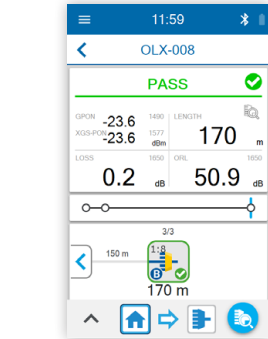 11:59
OLX-008
PASS
GPON -23.6 1490 LENGTH
XGS-PON -23.6 1577 dBm 170 m
LOSS 1650 ORL 1650
0.2 dB 50.9 dB
3/3
150 m 1:8
B
170 m